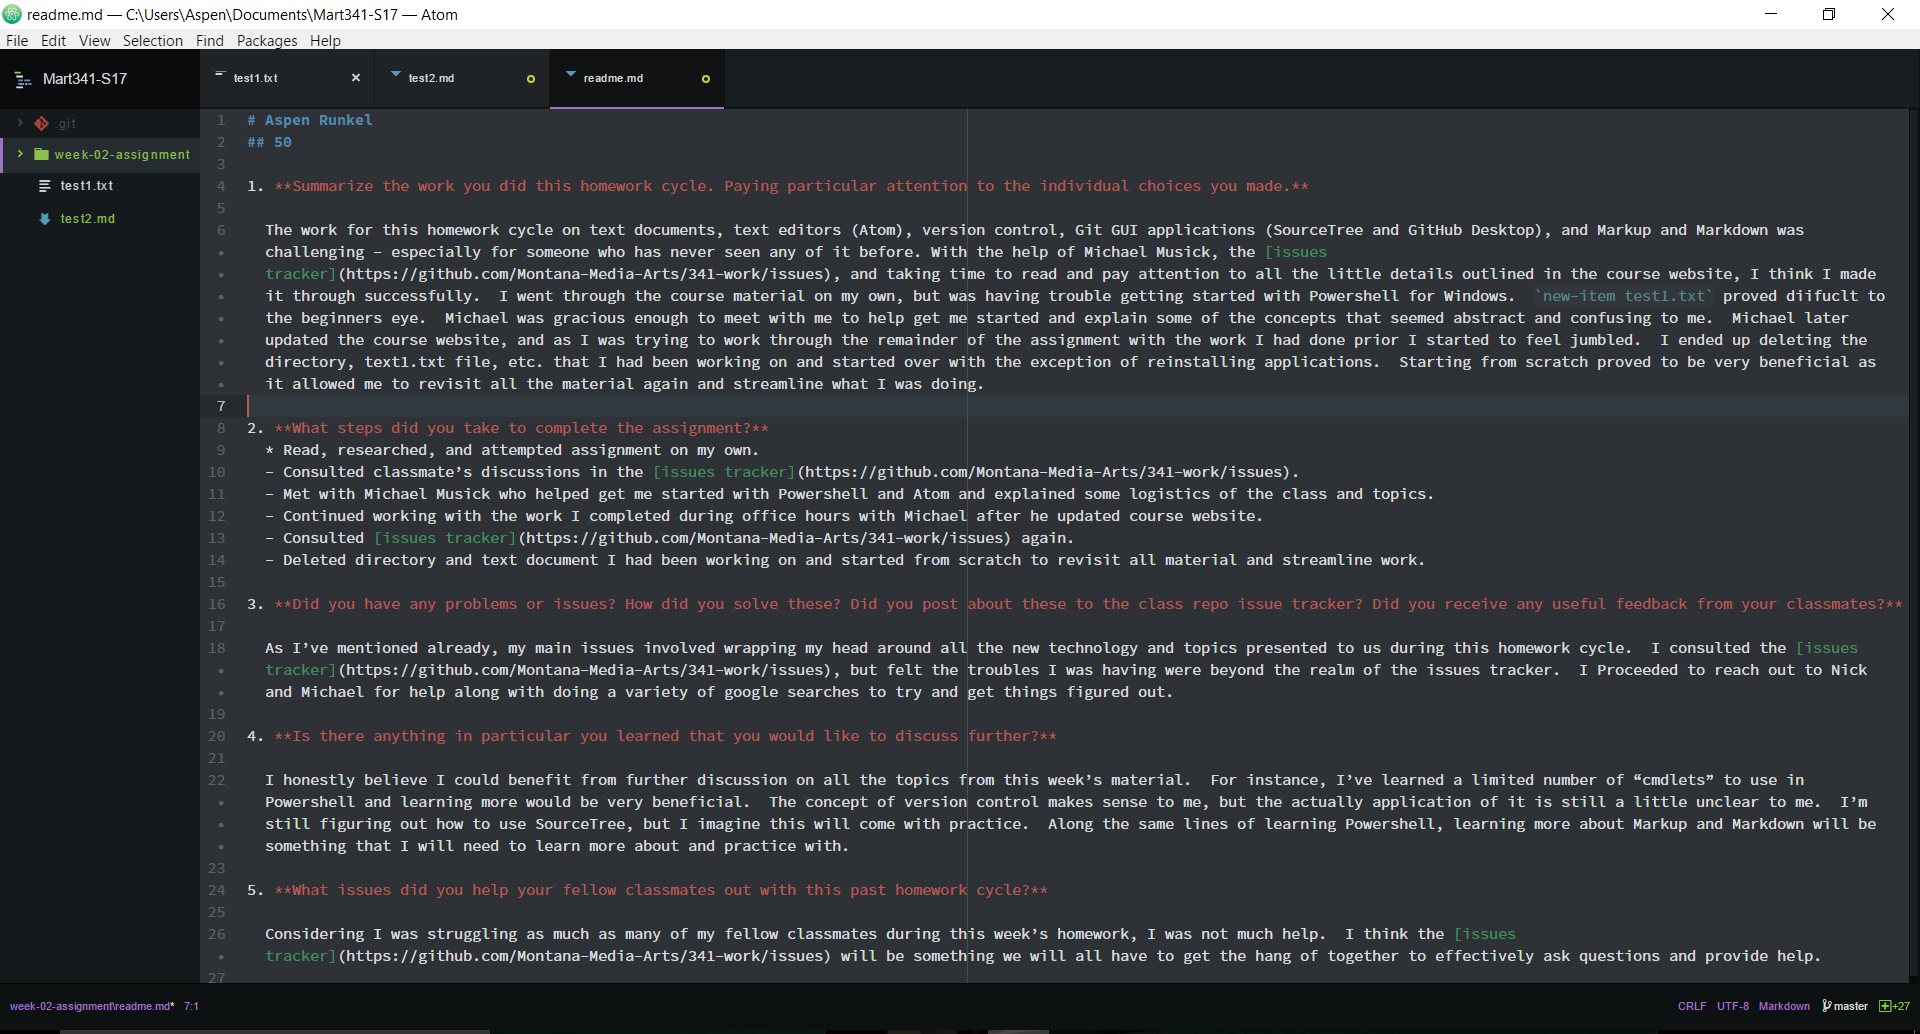 readme.md — C:\Users\Aspen\Documents\Mart341-S17 — Atom
File Edit View Selection Find Packages Help
Mart341-S17
test1.txt
test2.md
readme.md
.git
week-02-assignment
test1.txt
test2.md
1 # Aspen Runkel
2 ## 50
3
4 1. **Summarize the work you did this homework cycle. Paying particular attention to the individual choices you made.**
5
6 The work for this homework cycle on text documents, text editors (Atom), version control, Git GUI applications (SourceTree and GitHub Desktop), and Markup and Markdown was
• challenging – especially for someone who has never seen any of it before. With the help of Michael Musick, the [issues
• tracker](https://github.com/Montana-Media-Arts/341-work/issues), and taking time to read and pay attention to all the little details outlined in the course website, I think I made
• it through successfully.  I went through the course material on my own, but was having trouble getting started with Powershell for Windows.  `new-item test1.txt` proved diifuclt to
• the beginners eye.  Michael was gracious enough to meet with me to help get me started and explain some of the concepts that seemed abstract and confusing to me.  Michael later
• updated the course website, and as I was trying to work through the remainder of the assignment with the work I had done prior I started to feel jumbled.  I ended up deleting the
• directory, text1.txt file, etc. that I had been working on and started over with the exception of reinstalling applications.  Starting from scratch proved to be very beneficial as
• it allowed me to revisit all the material again and streamline what I was doing.
7
8 2. **What steps did you take to complete the assignment?**
9 * Read, researched, and attempted assignment on my own.
10 - Consulted classmate’s discussions in the [issues tracker](https://github.com/Montana-Media-Arts/341-work/issues).
11 - Met with Michael Musick who helped get me started with Powershell and Atom and explained some logistics of the class and topics.
12 - Continued working with the work I completed during office hours with Michael after he updated course website.
13 - Consulted [issues tracker](https://github.com/Montana-Media-Arts/341-work/issues) again.
14 - Deleted directory and text document I had been working on and started from scratch to revisit all material and streamline work.
15
16 3. **Did you have any problems or issues? How did you solve these? Did you post about these to the class repo issue tracker? Did you receive any useful feedback from your classmates?**
17
18 As I’ve mentioned already, my main issues involved wrapping my head around all the new technology and topics presented to us during this homework cycle.  I consulted the [issues
• tracker](https://github.com/Montana-Media-Arts/341-work/issues), but felt the troubles I was having were beyond the realm of the issues tracker.  I Proceeded to reach out to Nick
• and Michael for help along with doing a variety of google searches to try and get things figured out.
19
20 4. **Is there anything in particular you learned that you would like to discuss further?**
21
22 I honestly believe I could benefit from further discussion on all the topics from this week’s material.  For instance, I’ve learned a limited number of “cmdlets” to use in
• Powershell and learning more would be very beneficial.  The concept of version control makes sense to me, but the actually application of it is still a little unclear to me.  I’m
• still figuring out how to use SourceTree, but I imagine this will come with practice.  Along the same lines of learning Powershell, learning more about Markup and Markdown will be
• something that I will need to learn more about and practice with.
23
24 5. **What issues did you help your fellow classmates out with this past homework cycle?**
25
26 Considering I was struggling as much as many of my fellow classmates during this week’s homework, I was not much help.  I think the [issues
• tracker](https://github.com/Montana-Media-Arts/341-work/issues) will be something we will all have to get the hang of together to effectively ask questions and provide help.
27
week-02-assignment\readme.md* 7:1
CRLF UTF-8 Markdown master +27